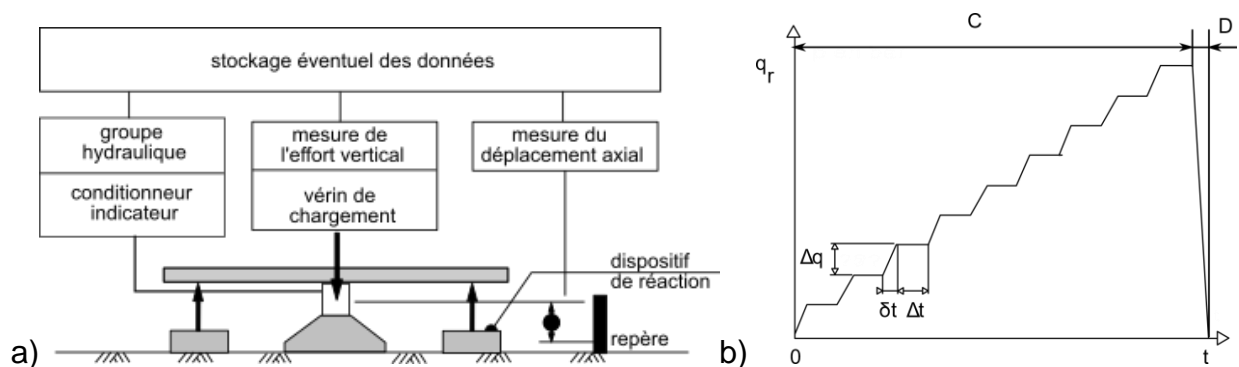 stockage éventuel des données
groupe
hydraulique
conditionneur
indicateur
mesure de
l'effort vertical
vérin de
chargement
mesure du
déplacement axial
dispositif
de réaction
repère
a)
C
D
qr
Δq
δt
Δt
0
t
b)